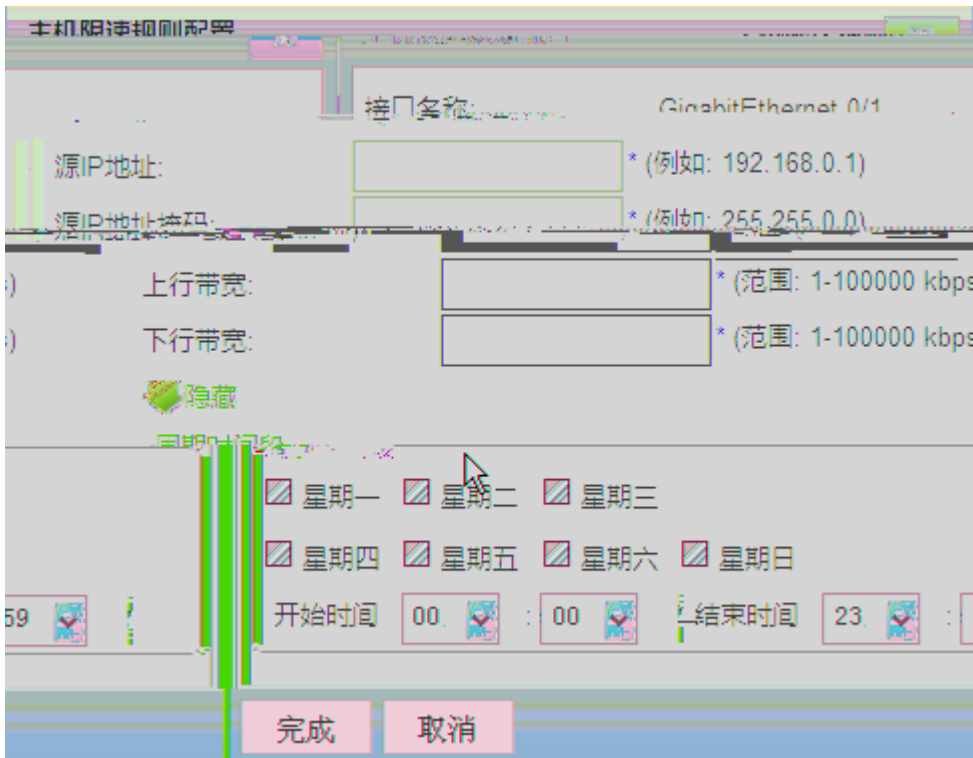 主机限速规则配置
接口名称: GigabitEthernet 0/1
源IP地址: * (例如: 192.168.0.1)
源IP地址掩码: * (例如: 255.255.0.0)
s) 上行带宽: * (范围: 1-100000 kbps
s) 下行带宽: * (范围: 1-100000 kbps
隐藏
周期时间段
星期一 星期二 星期三
星期四 星期五 星期六 星期日
59 开始时间 00 : 00 结束时间 23 :
完成 取消